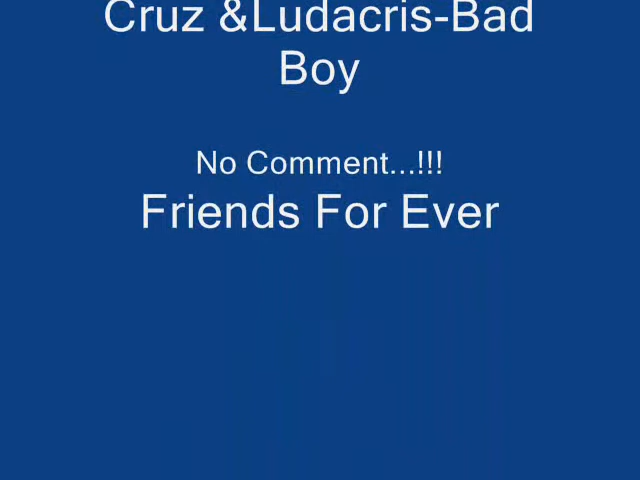 Cruz &Ludacris-Bad
Boy
No Comment...!!!
Friends For Ever